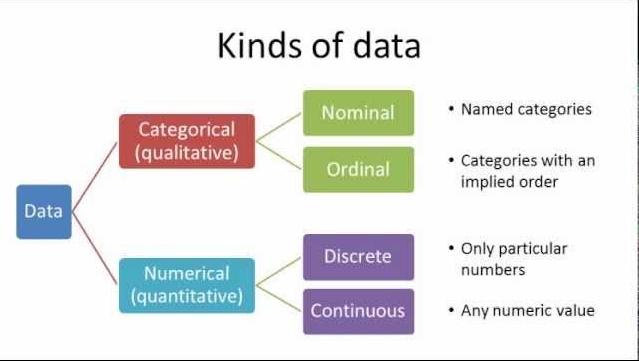 Kinds of data
Data
Categorical
(qualitative)
Nominal
• Named categories
Ordinal
• Categories with an
implied order
Numerical
(quantitative)
Discrete
• Only particular
numbers
Continuous
• Any numeric value